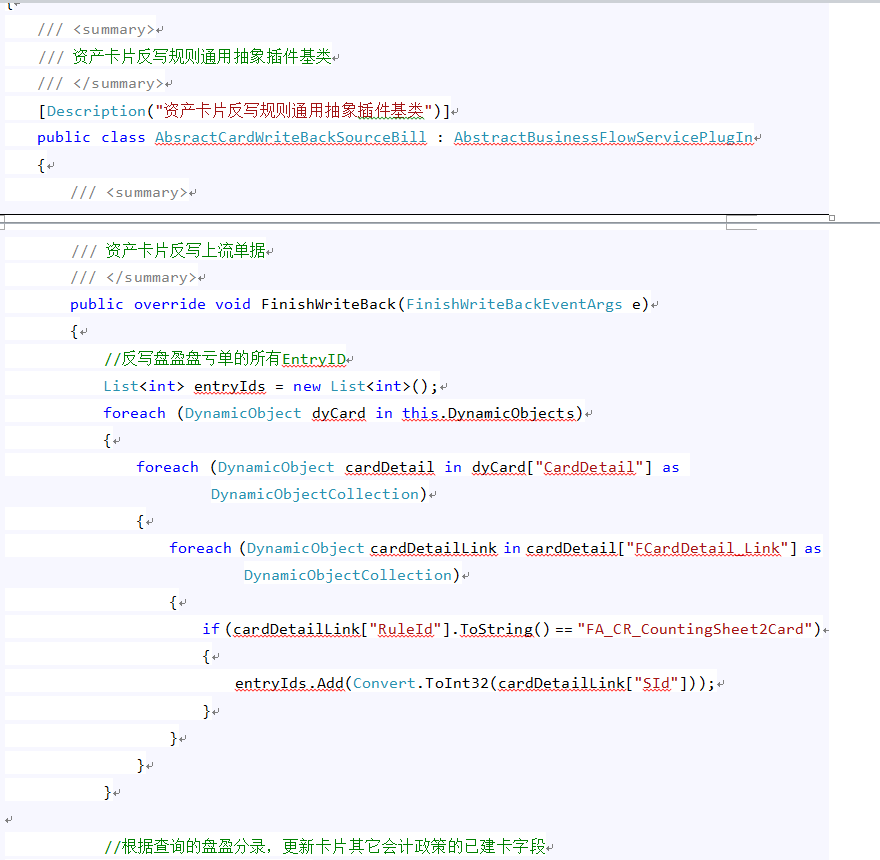 {
/// <summary>
/// 资产卡片反写规则通用抽象插件基类
/// </summary>
[Description("资产卡片反写规则通用抽象插件基类")]
public class AbsractCardWriteBackSourceBill : AbstractBusinessFlowServicePlugIn
{
/// <summary>
/// 资产卡片反写上流单据
/// </summary>
public override void FinishWriteBack(FinishWriteBackEventArgs e)
{
//反写盘盈盘亏单的所有EntryID
List<int> entryIds = new List<int>();
foreach (DynamicObject dyCard in this.DynamicObjects)
{
foreach (DynamicObject cardDetail in dyCard["CardDetail"] as
DynamicObjectCollection)
{
foreach (DynamicObject cardDetailLink in cardDetail["FCardDetail_Link"] as
DynamicObjectCollection)
{
if (cardDetailLink["RuleId"].ToString() == "FA_CR_CountingSheet2Card")
{
entryIds.Add(Convert.ToInt32(cardDetailLink["SId"]));
}
}
}
}
//根据查询的盘盈分录，更新卡片其它会计政策的已建卡字段